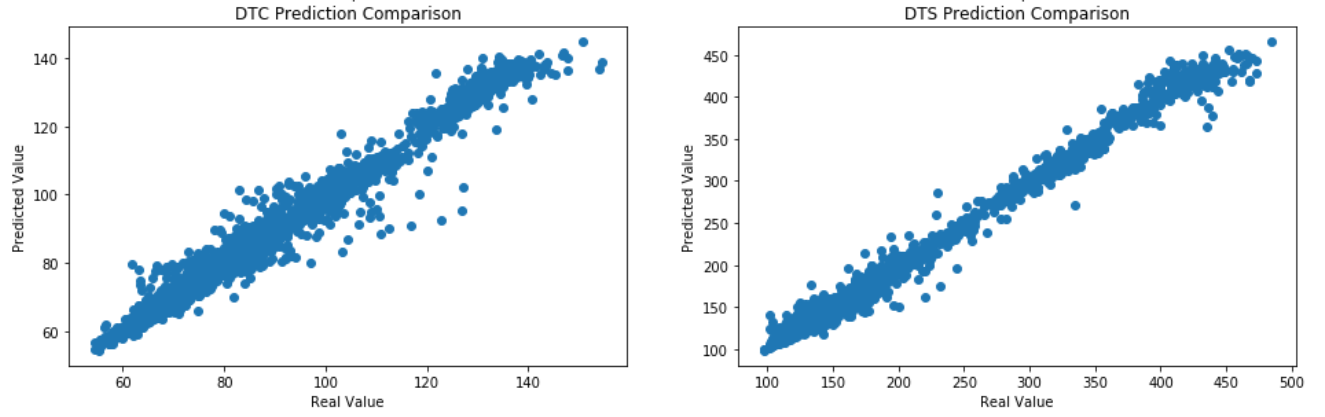 DTC Prediction Comparison
140
120
100
80
60
Predicted Value
60 80 100 120 140
Real Value
DTS Prediction Comparison
450
400
350
300
250
200
150
100
Predicted Value
100 150 200 250 300 350 400 450 500
Real Value